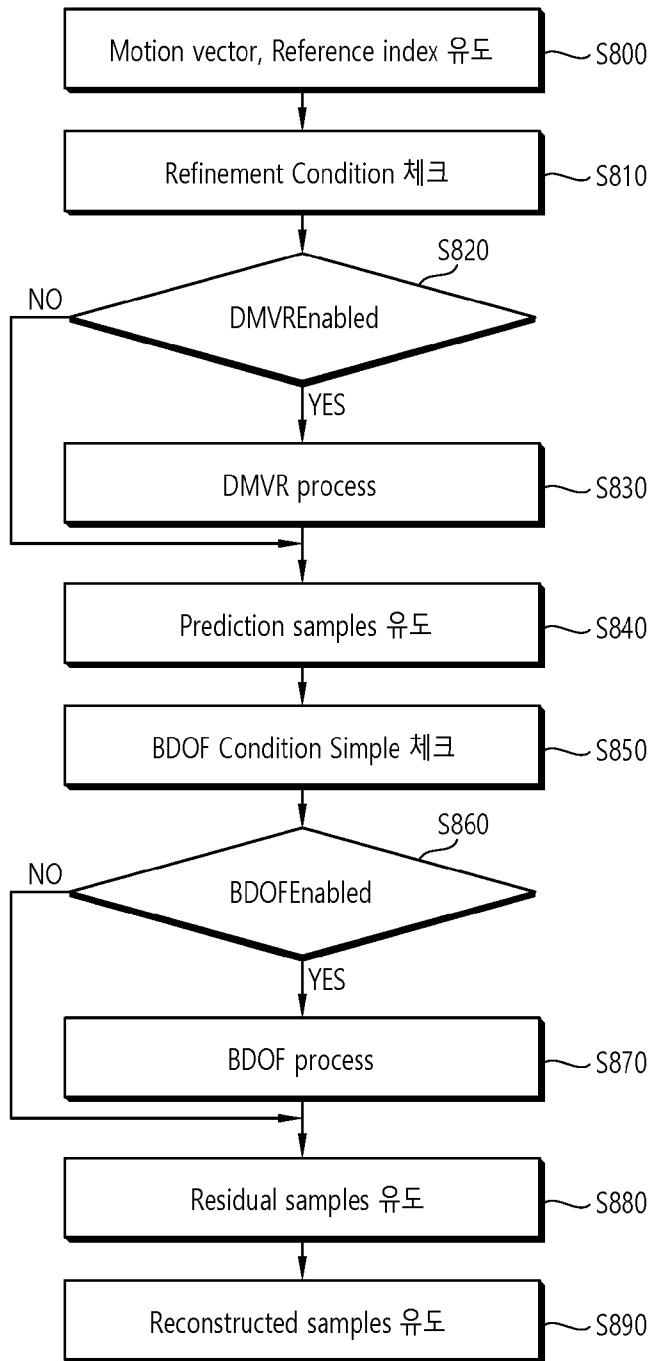 Motion vector, Reference index 유도
S800
Refinement Condition 체크
S810
S820
NO
DMVREnabled
YES
DMVR process
S830
Prediction samples 유도
S840
BDOF Condition Simple 체크
S850
S860
NO
BDOFEnabled
YES
BDOF process
S870
Residual samples 유도
S880
Reconstructed samples 유도
S890